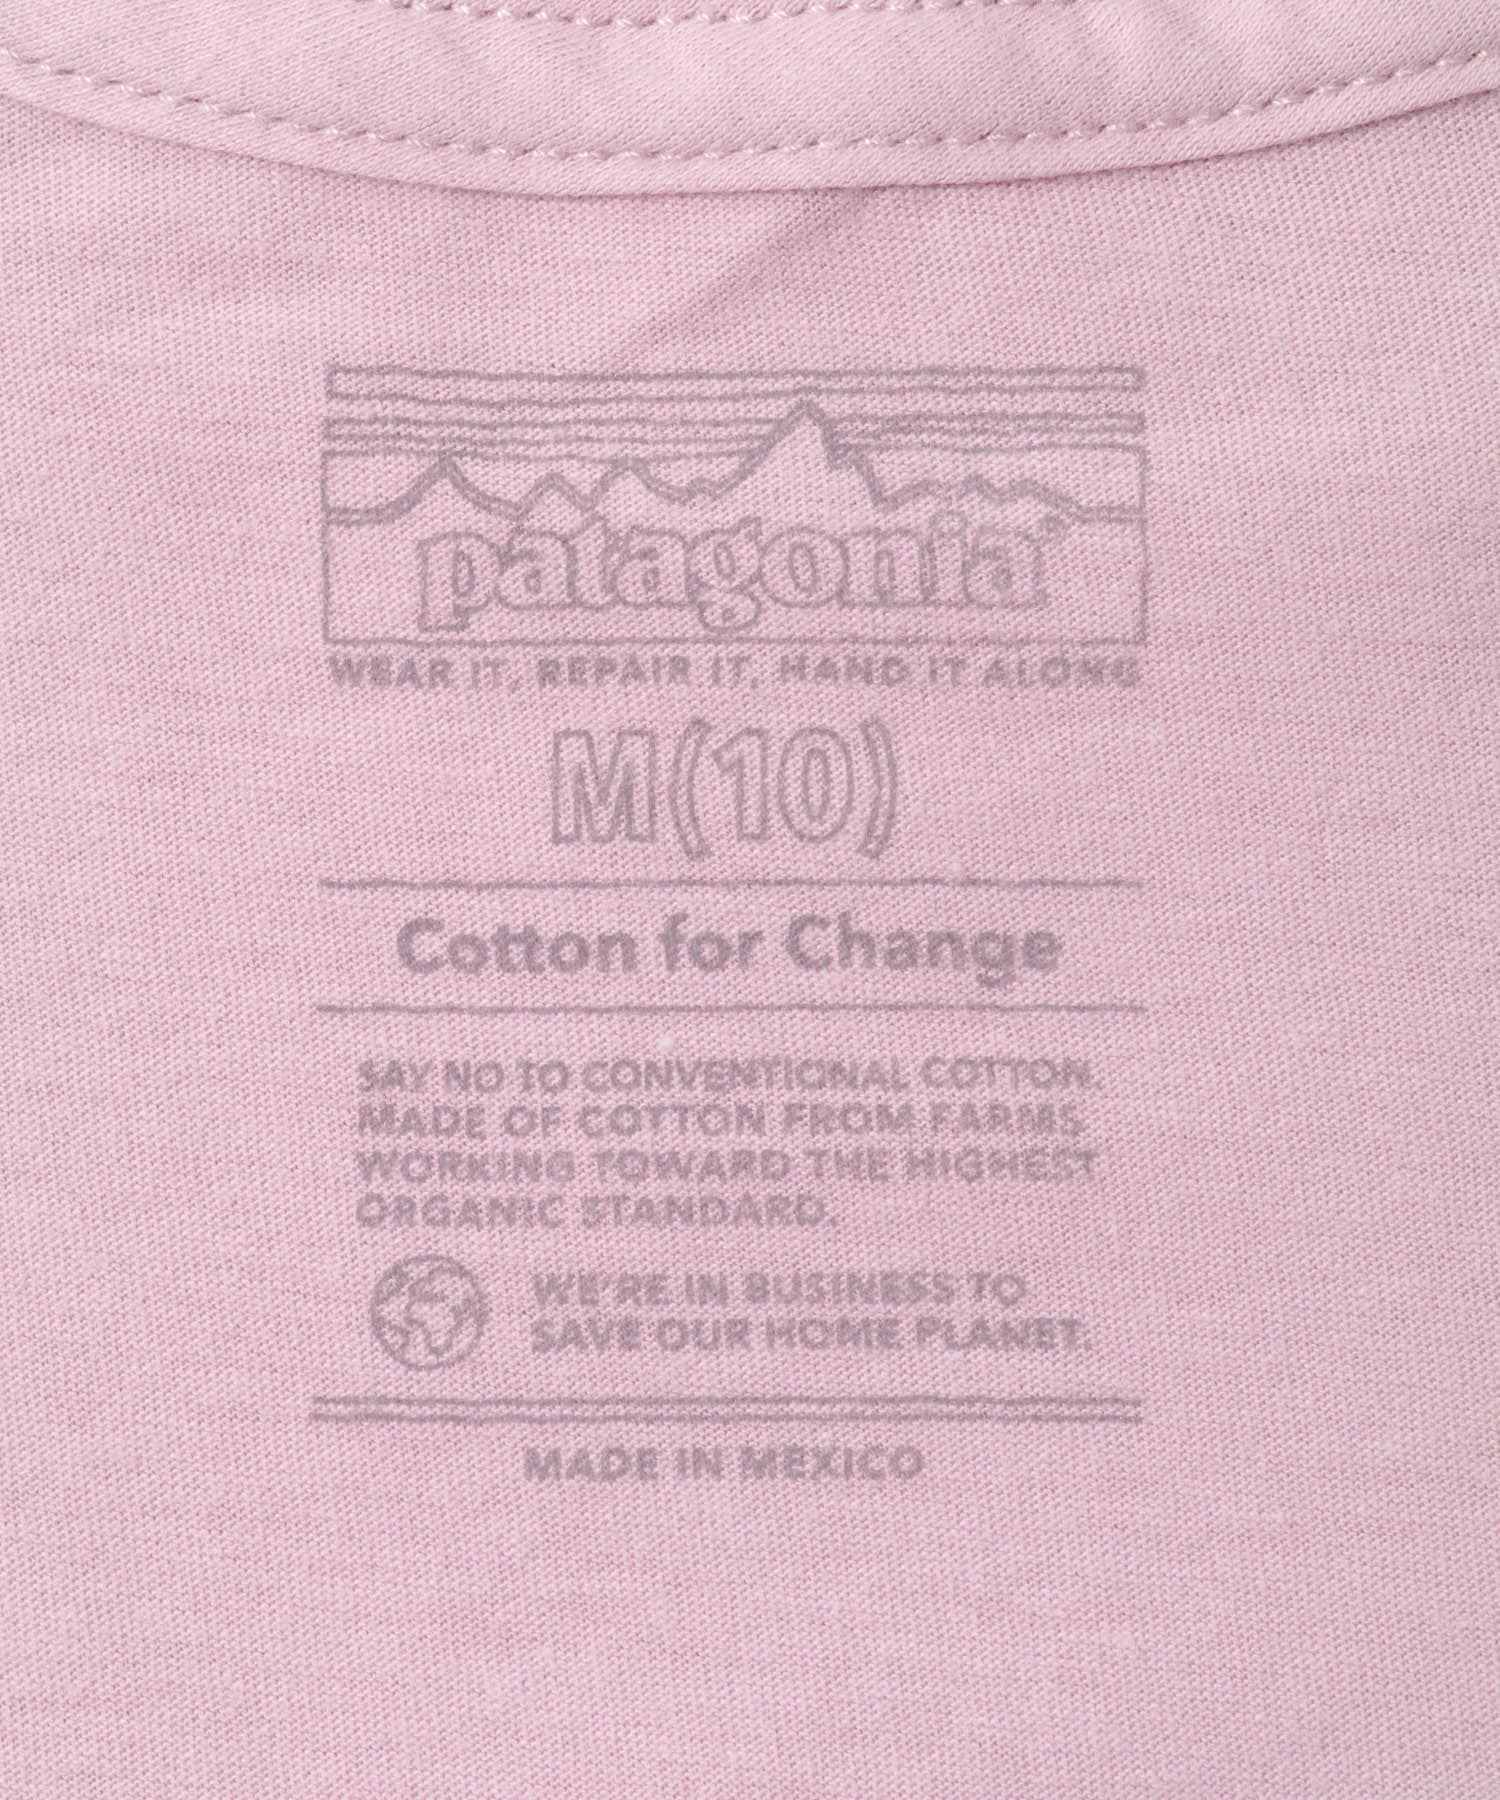 patagonia®
WEAR IT, REPAIR IT, HAND IT ALONG
M(10)
Cotton for Change
SAY NO TO CONVENTIONAL COTTON.
MADE OF COTTON FROM FARMS
WORKING TOWARD THE HIGHEST
ORGANIC STANDARD.
WE'RE IN BUSINESS TO
SAVE OUR HOME PLANET.
MADE IN MEXICO